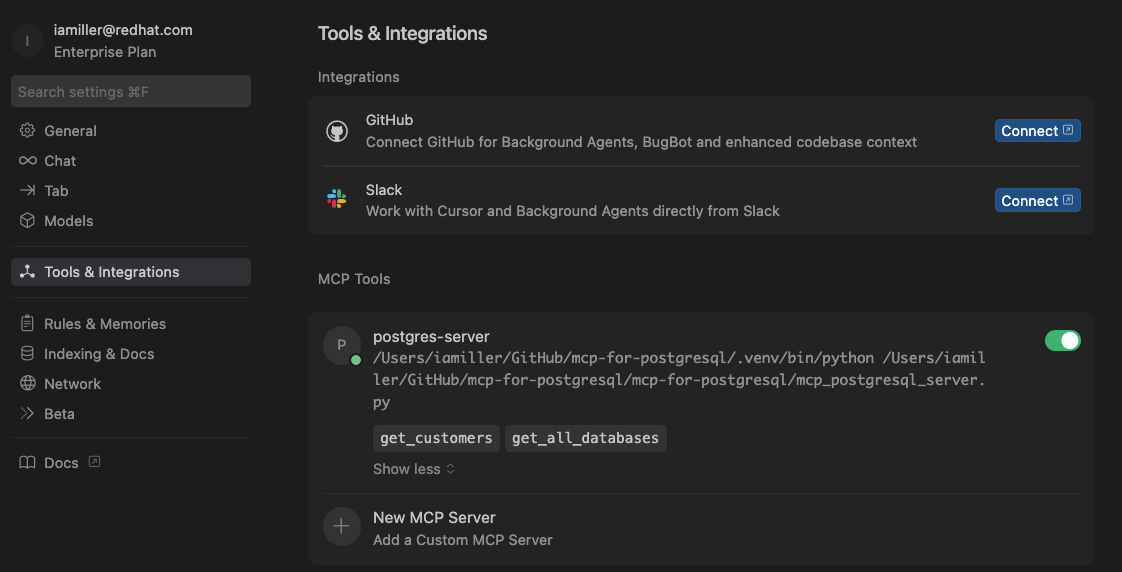 I
iamiller@redhat.com
Enterprise Plan
Search settings ⌘F
General
Chat
Tab
Models
Tools & Integrations
Rules & Memories
Indexing & Docs
Network
Beta
Docs
Tools & Integrations
Integrations
GitHub
Connect GitHub for Background Agents, BugBot and enhanced codebase context
Connect
Slack
Work with Cursor and Background Agents directly from Slack
Connect
MCP Tools
P
postgres-server
/Users/iamiller/GitHub/mcp-for-postgresql/.venv/bin/python /Users/iamil
ler/GitHub/mcp-for-postgresql/mcp-for-postgresql/mcp_postgresql_server.
py
get_customers get_all_databases
Show less
New MCP Server
Add a Custom MCP Server